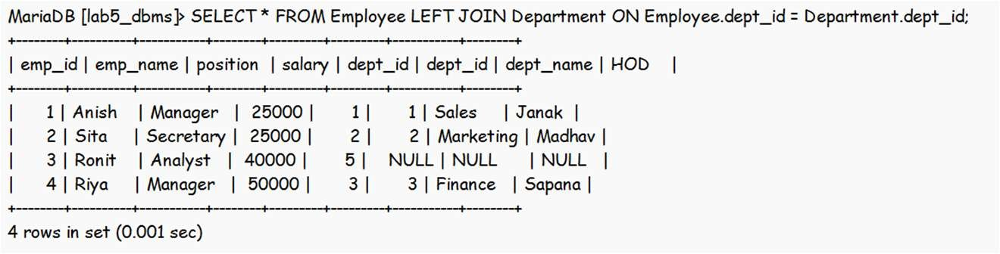 MariaDB [lab5_dbms]> SELECT * FROM Employee LEFT JOIN Department ON Employee.dept_id = Department.dept_id;
+--------+----------+-----------+--------+---------+---------+-----------+--------+
| emp_id | emp_name | position | salary | dept_id | dept_id | dept_name | HOD |
+--------+----------+-----------+--------+---------+---------+-----------+--------+
| 1 | Anish | Manager | 25000 | 1 | 1 | Sales | Janak |
| 2 | Sita | Secretary | 25000 | 2 | 2 | Marketing | Madhav |
| 3 | Ronit | Analyst | 40000 | 5 | NULL | NULL | NULL |
| 4 | Riya | Manager | 50000 | 3 | 3 | Finance | Sapana |
+--------+----------+-----------+--------+---------+---------+-----------+--------+
4 rows in set (0.001 sec)